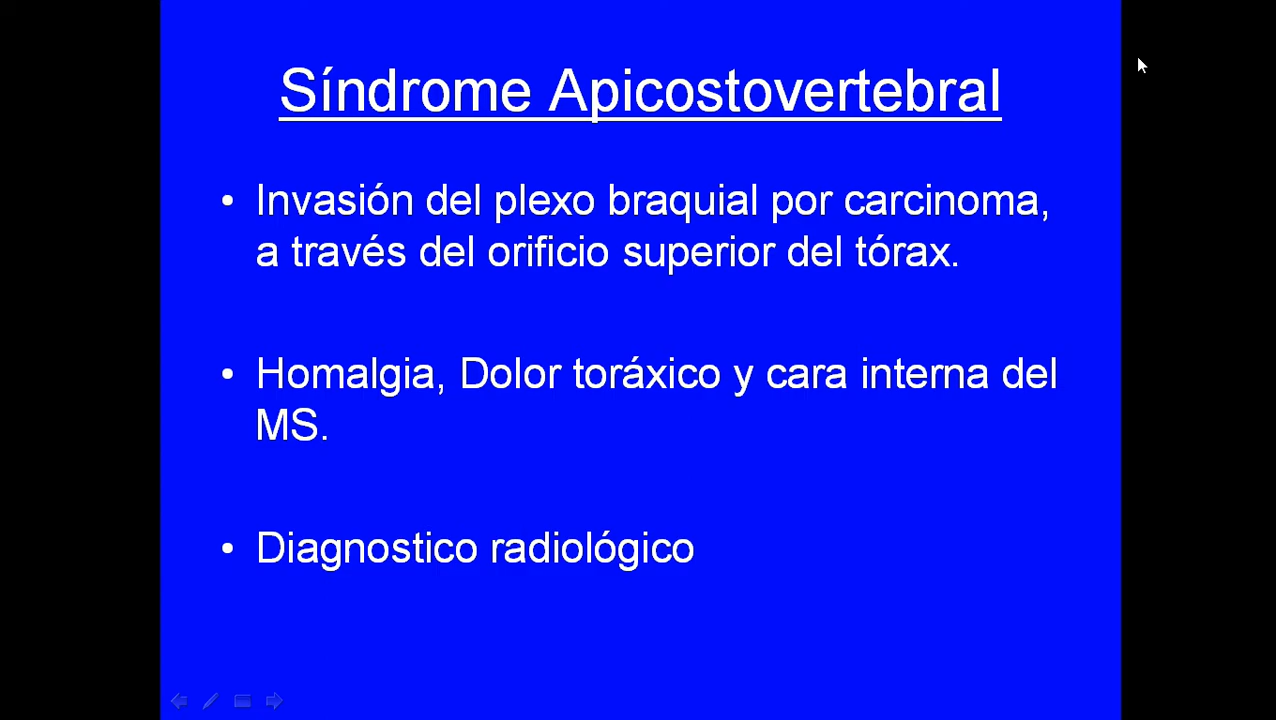 Síndrome Apicostovertebral
• Invasión del plexo braquial por carcinoma,
a través del orificio superior del tórax.
• Homalgia, Dolor toráxico y cara interna del
MS.
• Diagnostico radiológico